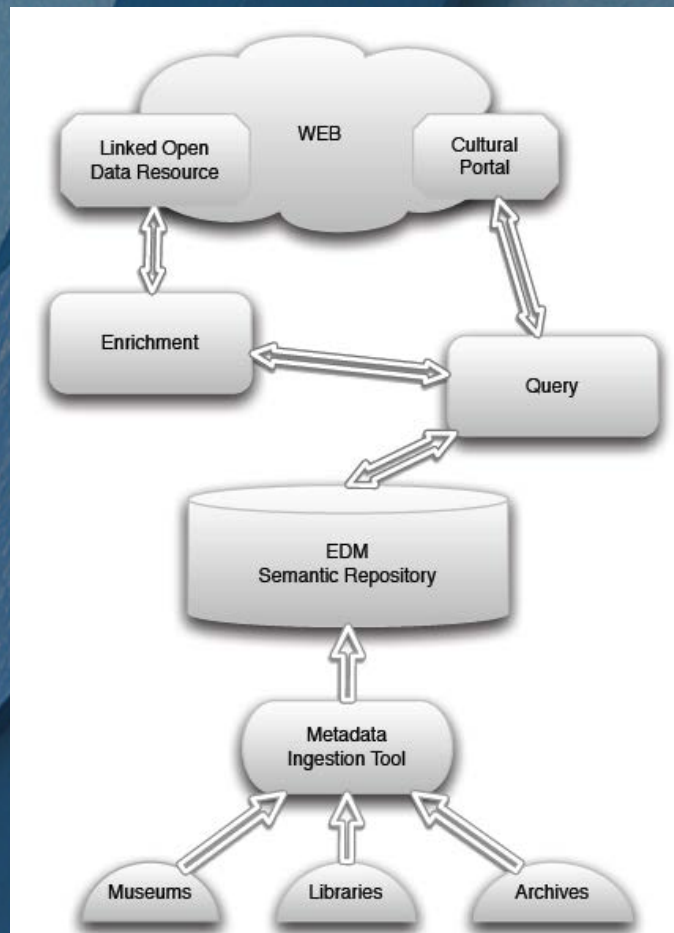 WEB
Linked Open
Data Resource
Cultural
Portal
Enrichment
Query
EDM
Semantic Repository
Metadata
Ingestion Tool
Museums
Libraries
Archives